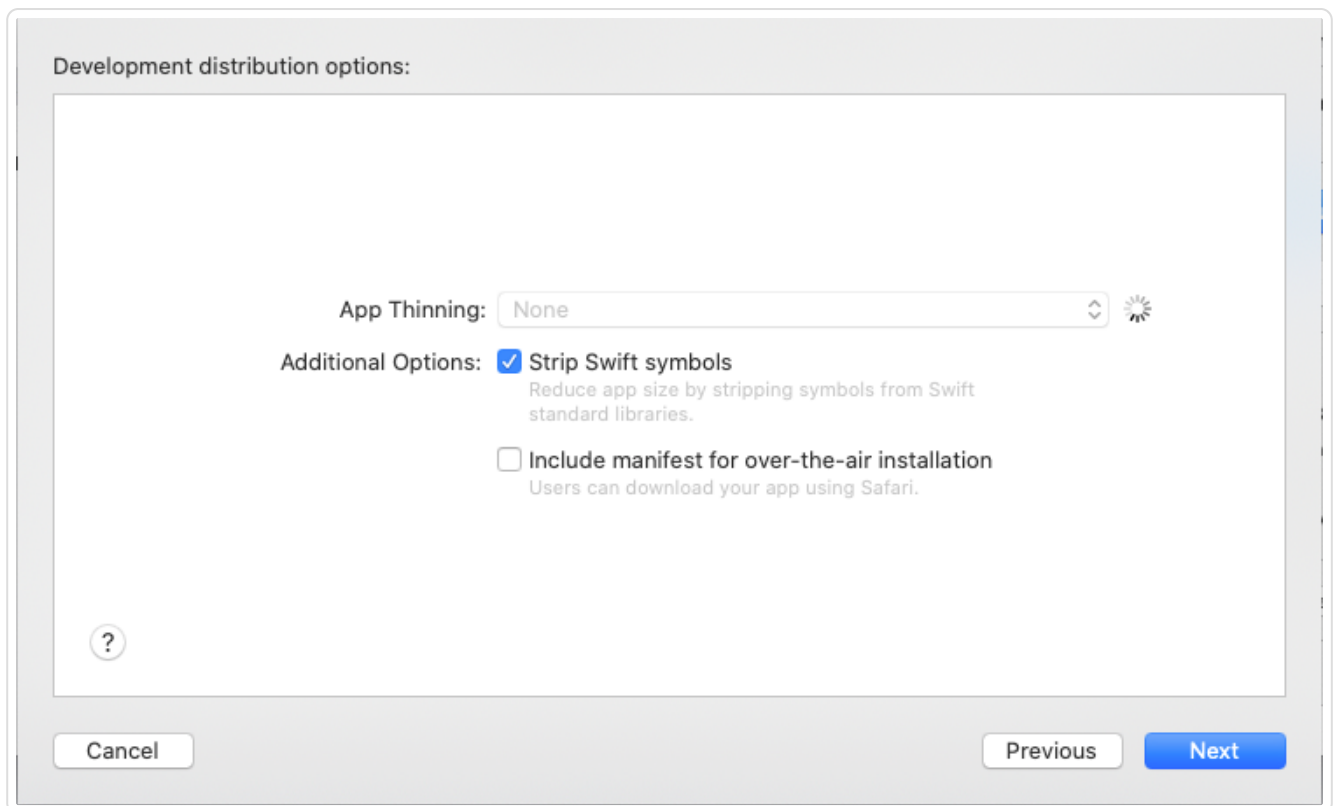 Development distribution options:
App Thinning: None
Additional Options: Strip Swift symbols
Reduce app size by stripping symbols from Swift
standard libraries.
Include manifest for over-the-air installation
Users can download your app using Safari.
?
Cancel Previous Next